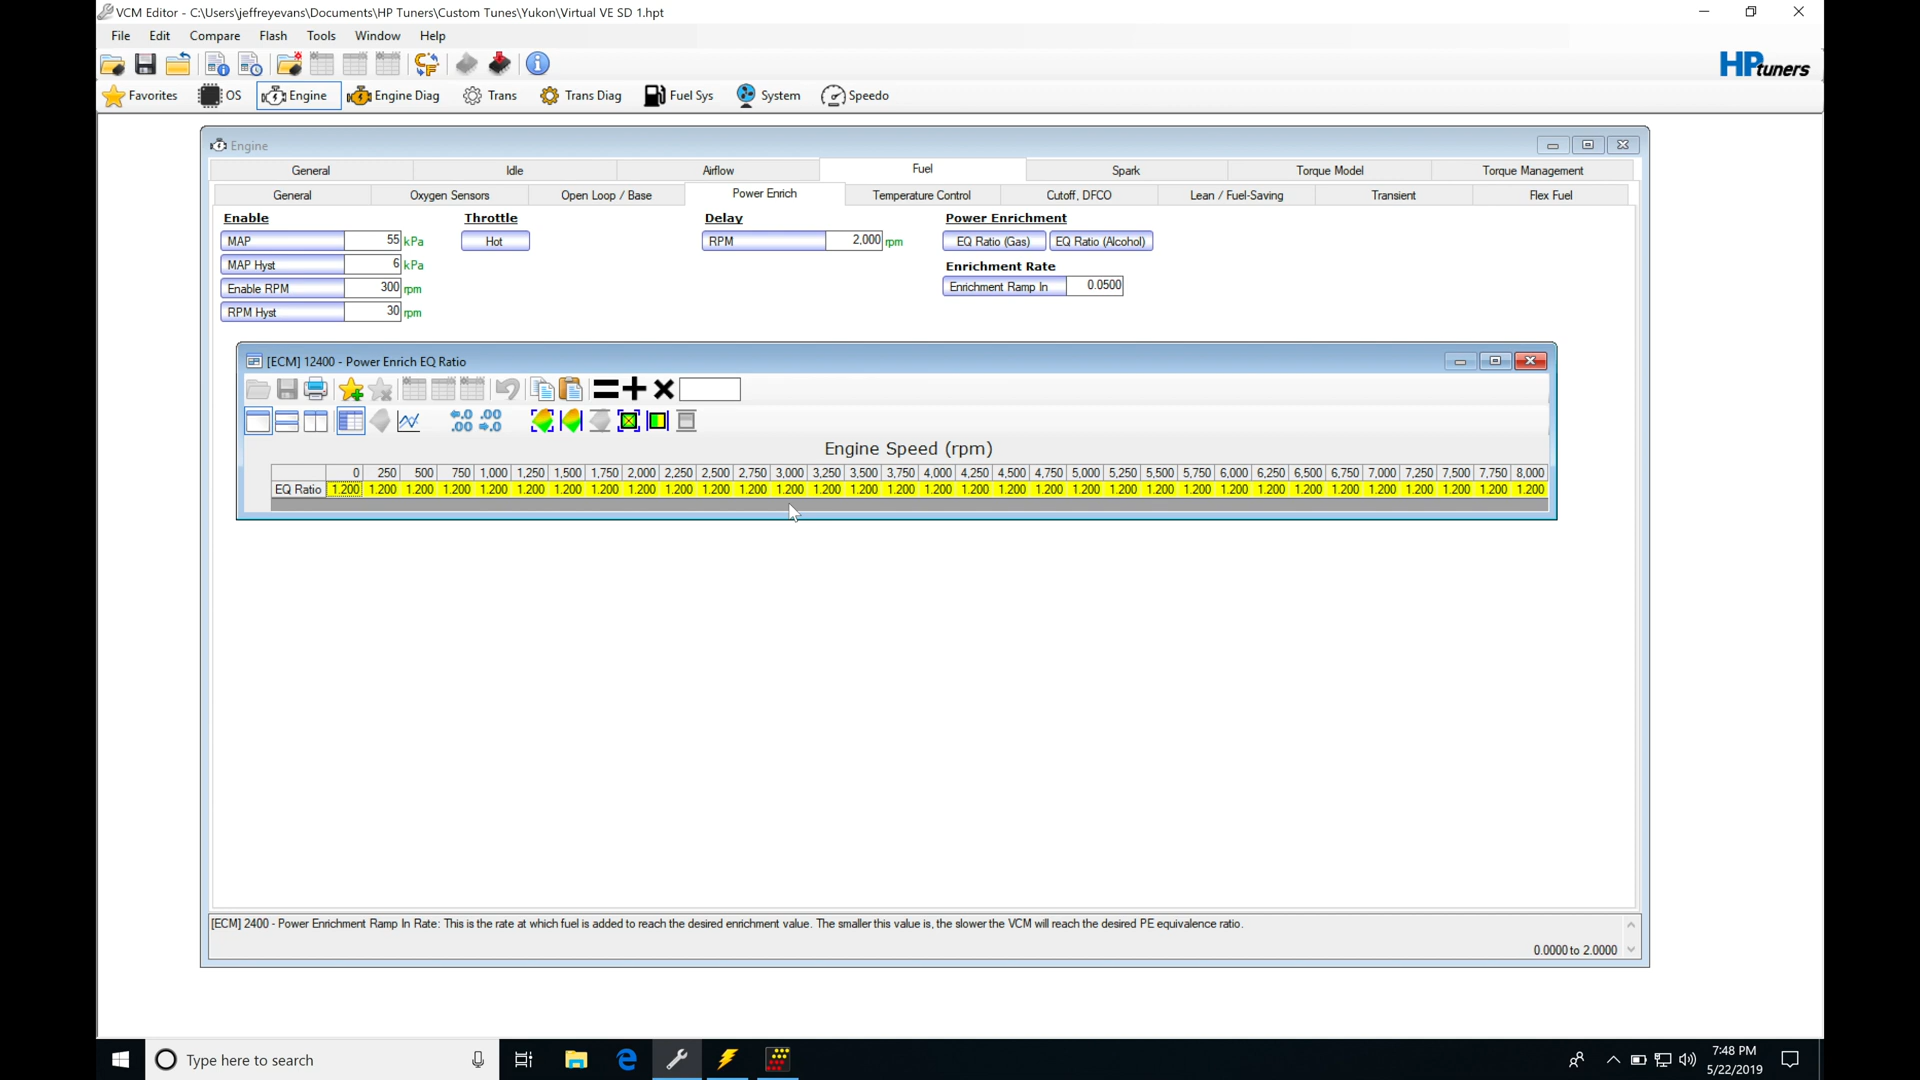 VCM Editor - C:\Users\jeffreyevans\Documents\HP Tuners\Custom Tunes\Yukon\Virtual VE SD 1.hpt
File Edit Compare Flash Tools Window Help
HPtuners
Favorites OS Engine Engine Diag Trans Trans Diag Fuel Sys System Speedo
Engine
General Idle Airflow Fuel Spark Torque Model Torque Management
General Oxygen Sensors Open Loop / Base Power Enrich Temperature Control Cutoff, DFCO Lean / Fuel-Saving Transient Flex Fuel
Enable Throttle Delay Power Enrichment
MAP 55 kPa Hot RPM 2,000 rpm EQ Ratio (Gas) EQ Ratio (Alcohol)
MAP Hyst 6 kPa Enrichment Rate
Enable RPM 300 rpm Enrichment Ramp In 0.0500
RPM Hyst 30 rpm
[ECM] 12400 - Power Enrich EQ Ratio
Engine Speed (rpm)
0 250 500 750 1,000 1,250 1,500 1,750 2,000 2,250 2,500 2,750 3,000 3,250 3,500 3,750 4,000 4,250 4,500 4,750 5,000 5,250 5,500 5,750 6,000 6,250 6,500 6,750 7,000 7,250 7,500 7,750 8,000
EQ Ratio 1.200 1.200 1.200 1.200 1.200 1.200 1.200 1.200 1.200 1.200 1.200 1.200 1.200 1.200 1.200 1.200 1.200 1.200 1.200 1.200 1.200 1.200 1.200 1.200 1.200 1.200 1.200 1.200 1.200 1.200 1.200 1.200 1.200
[ECM] 2400 - Power Enrichment Ramp In Rate: This is the rate at which fuel is added to reach the desired enrichment value. The smaller this value is, the slower the VCM will reach the desired PE equivalence ratio.
0.0000 to 2.0000
Type here to search
7:48 PM
5/22/2019